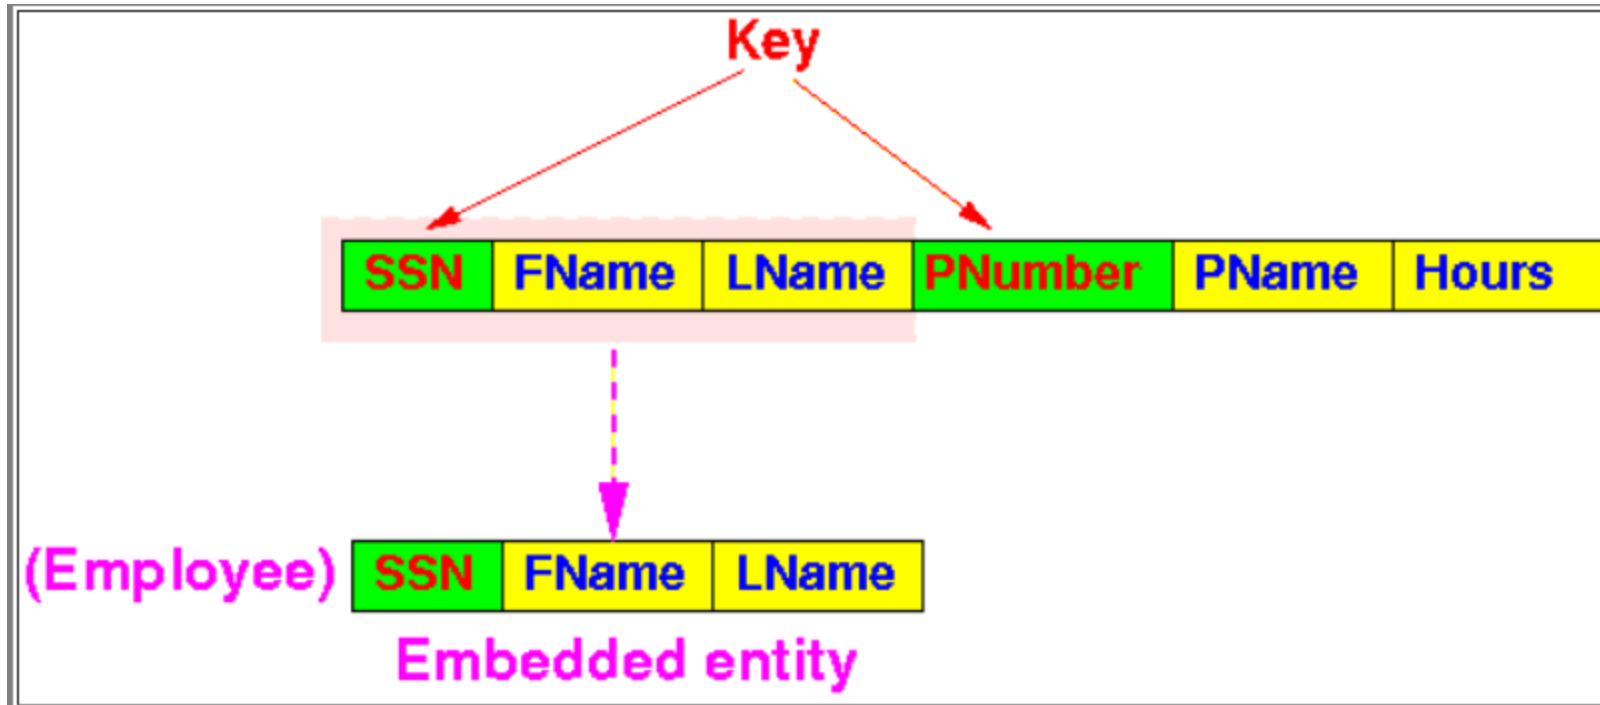 Key
SSN FName LName PNumber PName Hours
(Employee) SSN FName LName
Embedded entity